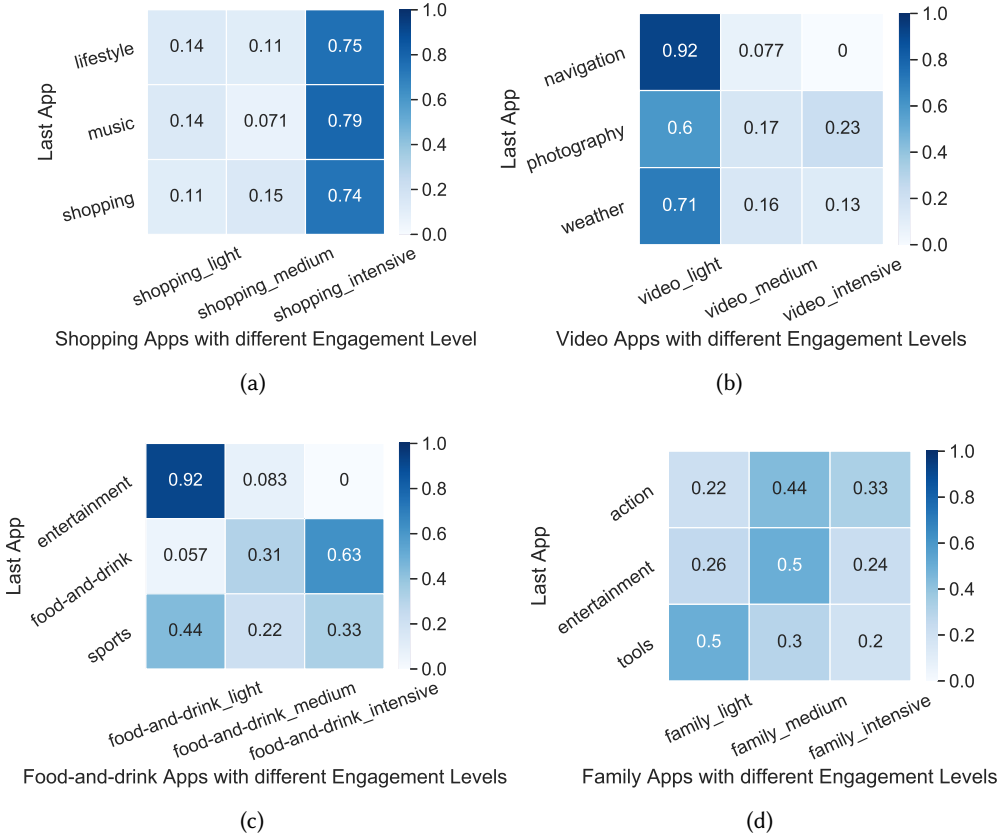 Last App
lifestyle 0.14 0.11 0.75
music 0.14 0.071 0.79
shopping 0.11 0.15 0.74
1.0
0.8
0.6
0.4
0.2
0.0
shopping_light shopping_medium shopping_intensive
Shopping Apps with different Engagement Level
(a)
Last App
navigation 0.92 0.077 0
photography 0.6 0.17 0.23
weather 0.71 0.16 0.13
1.0
0.8
0.6
0.4
0.2
0.0
video_light video_medium video_intensive
Video Apps with different Engagement Levels
(b)
Last App
entertainment 0.92 0.083 0
food-and-drink 0.057 0.31 0.63
sports 0.44 0.22 0.33
1.0
0.8
0.6
0.4
0.2
0.0
food-and-drink_light food-and-drink_medium food-and-drink_intensive
Food-and-drink Apps with different Engagement Levels
(c)
Last App
action 0.22 0.44 0.33
entertainment 0.26 0.5 0.24
tools 0.5 0.3 0.2
1.0
0.8
0.6
0.4
0.2
0.0
family_light family_medium family_intensive
Family Apps with different Engagement Levels
(d)